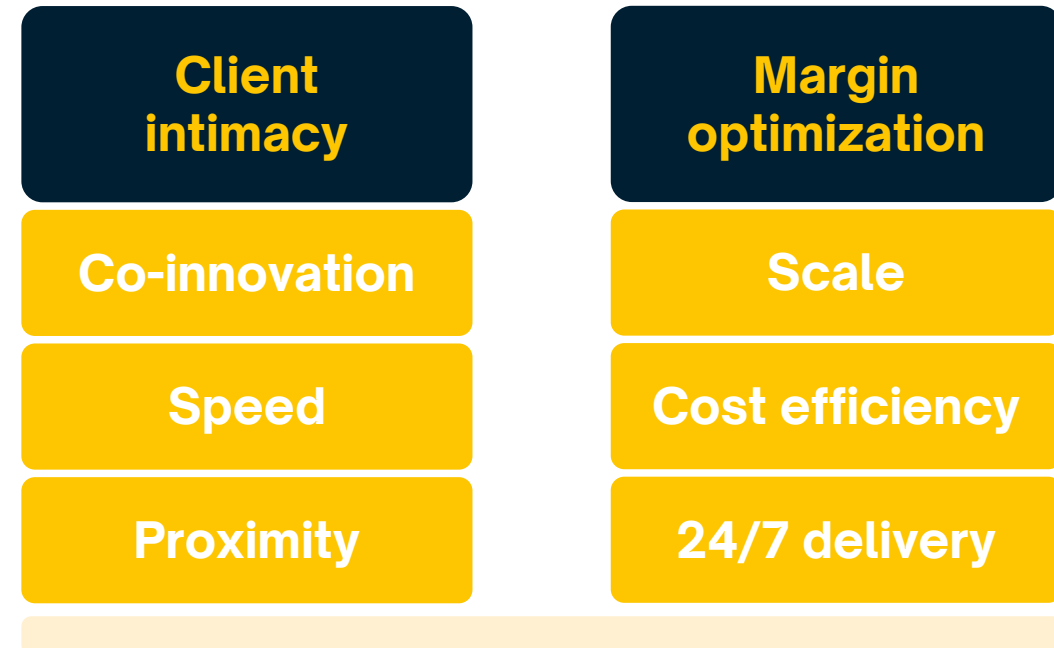 Client
intimacy
Co-innovation
Speed
Proximity
Margin
optimization
Scale
Cost efficiency
24/7 delivery